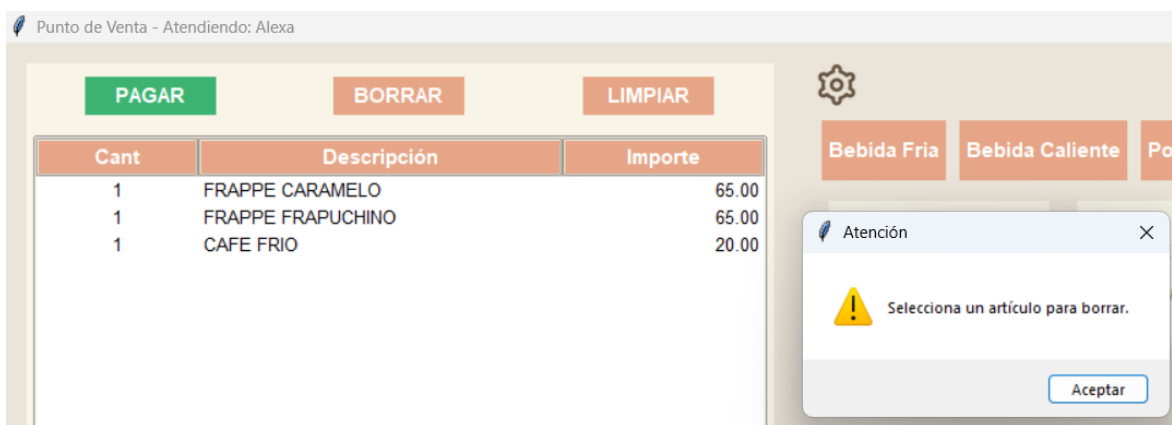 Punto de Venta - Atendiendo: Alexa
PAGAR BORRAR LIMPIAR
Cant Descripción Importe
1 FRAPPE CARAMELO 65.00
1 FRAPPE FRAPUCHINO 65.00
1 CAFE FRIO 20.00
Bebida Fria Bebida Caliente Po
Atención
Selecciona un artículo para borrar.
Aceptar